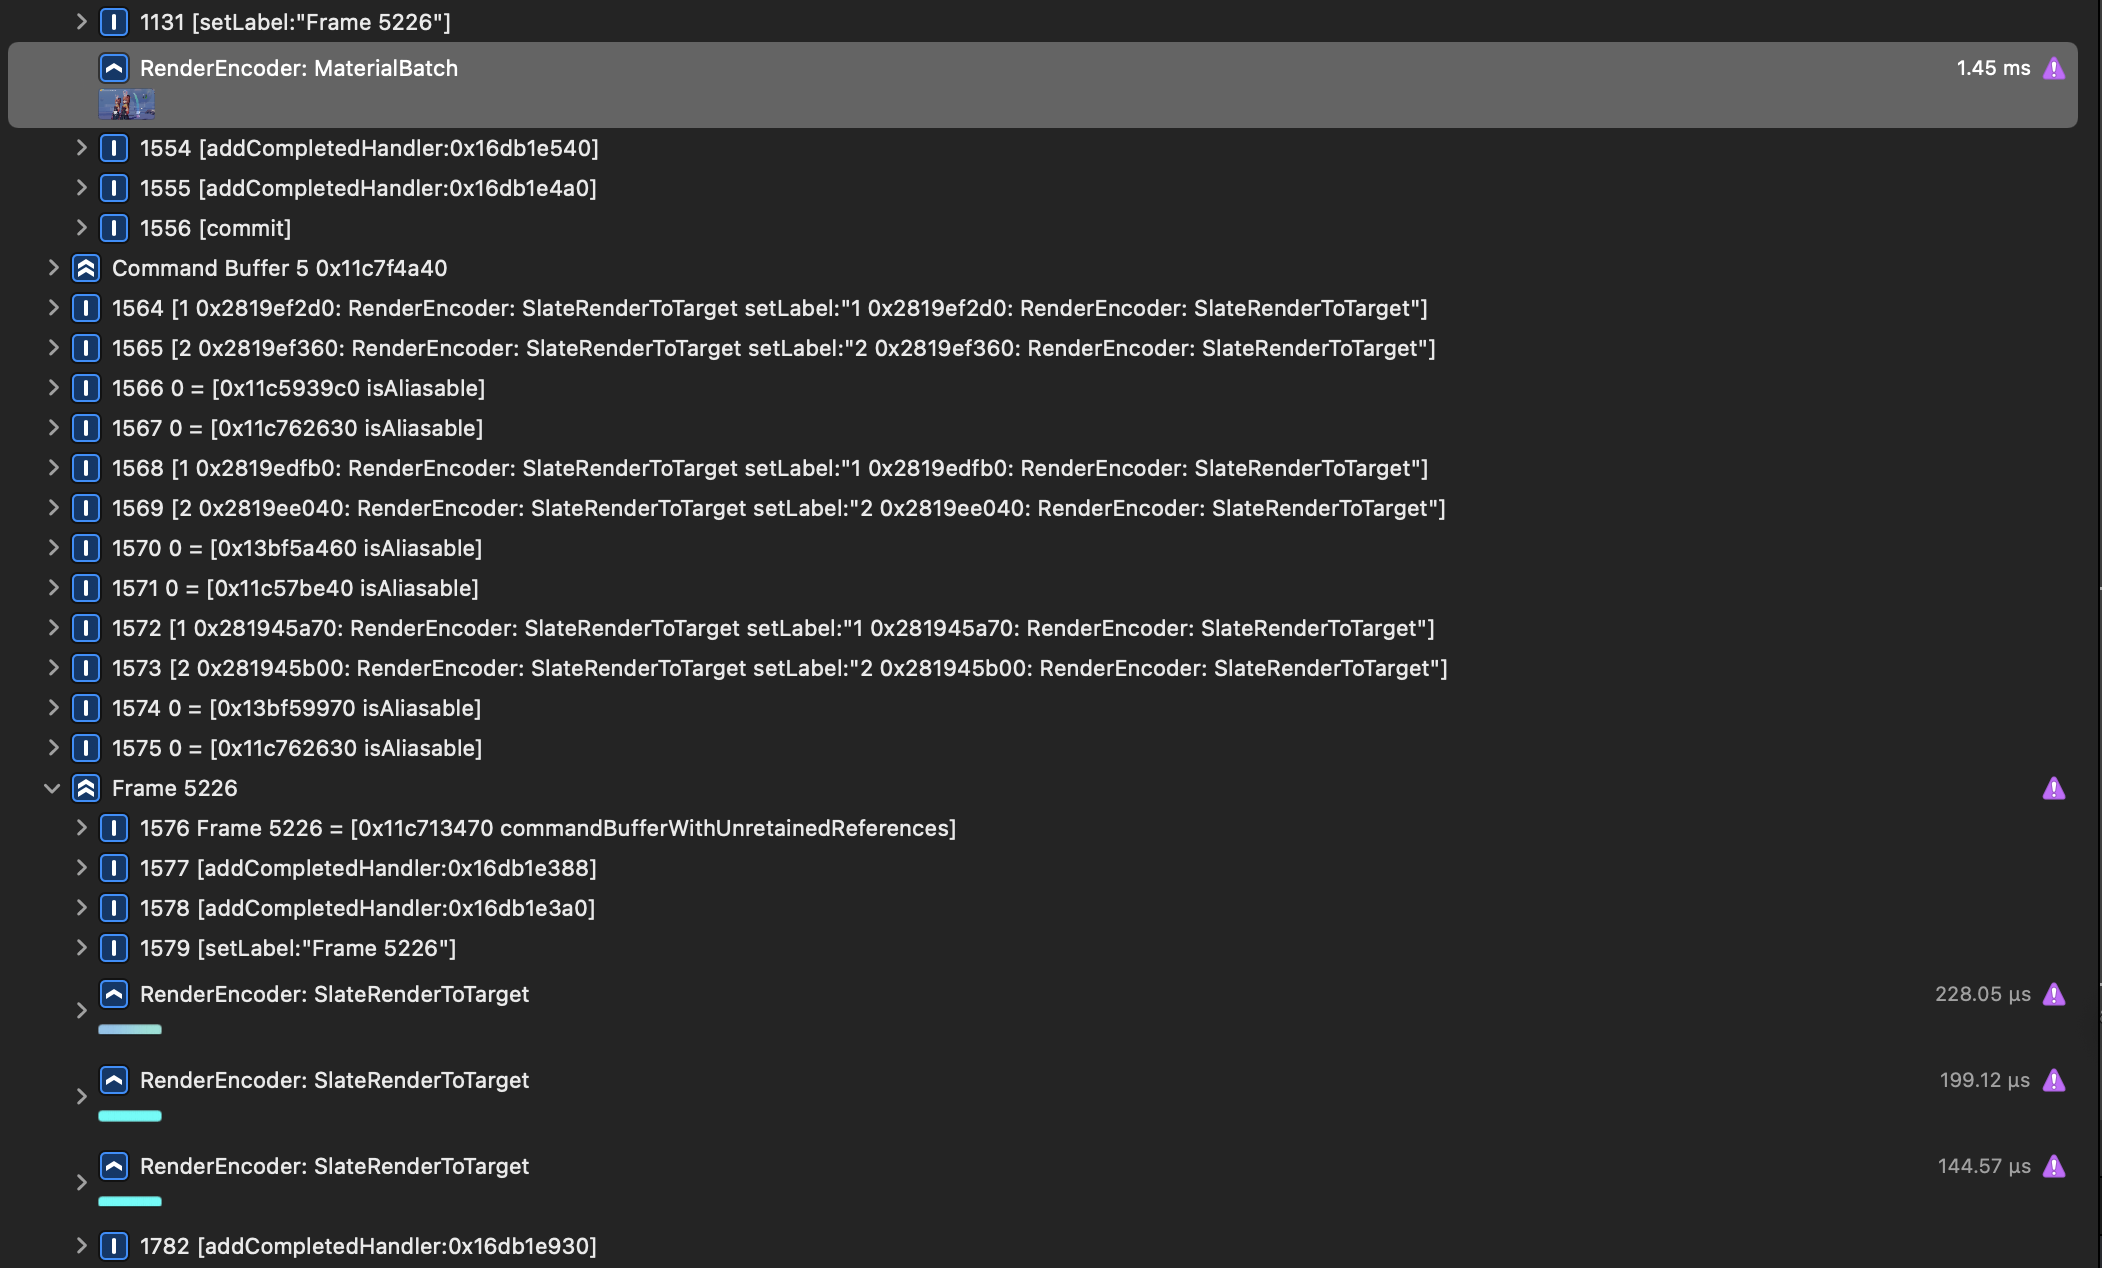 1131 [setLabel:"Frame 5226"]
RenderEncoder: MaterialBatch 1.45 ms
1554 [addCompletedHandler:0x16db1e540]
1555 [addCompletedHandler:0x16db1e4a0]
1556 [commit]
Command Buffer 5 0x11c7f4a40
1564 [1 0x2819ef2d0: RenderEncoder: SlateRenderToTarget setLabel:"1 0x2819ef2d0: RenderEncoder: SlateRenderToTarget"]
1565 [2 0x2819ef360: RenderEncoder: SlateRenderToTarget setLabel:"2 0x2819ef360: RenderEncoder: SlateRenderToTarget"]
1566 0 = [0x11c5939c0 isAliasable]
1567 0 = [0x11c762630 isAliasable]
1568 [1 0x2819edfb0: RenderEncoder: SlateRenderToTarget setLabel:"1 0x2819edfb0: RenderEncoder: SlateRenderToTarget"]
1569 [2 0x2819ee040: RenderEncoder: SlateRenderToTarget setLabel:"2 0x2819ee040: RenderEncoder: SlateRenderToTarget"]
1570 0 = [0x13bf5a460 isAliasable]
1571 0 = [0x11c57be40 isAliasable]
1572 [1 0x281945a70: RenderEncoder: SlateRenderToTarget setLabel:"1 0x281945a70: RenderEncoder: SlateRenderToTarget"]
1573 [2 0x281945b00: RenderEncoder: SlateRenderToTarget setLabel:"2 0x281945b00: RenderEncoder: SlateRenderToTarget"]
1574 0 = [0x13bf59970 isAliasable]
1575 0 = [0x11c762630 isAliasable]
Frame 5226
1576 Frame 5226 = [0x11c713470 commandBufferWithUnretainedReferences]
1577 [addCompletedHandler:0x16db1e388]
1578 [addCompletedHandler:0x16db1e3a0]
1579 [setLabel:"Frame 5226"]
RenderEncoder: SlateRenderToTarget 228.05 µs
RenderEncoder: SlateRenderToTarget 199.12 µs
RenderEncoder: SlateRenderToTarget 144.57 µs
1782 [addCompletedHandler:0x16db1e930]